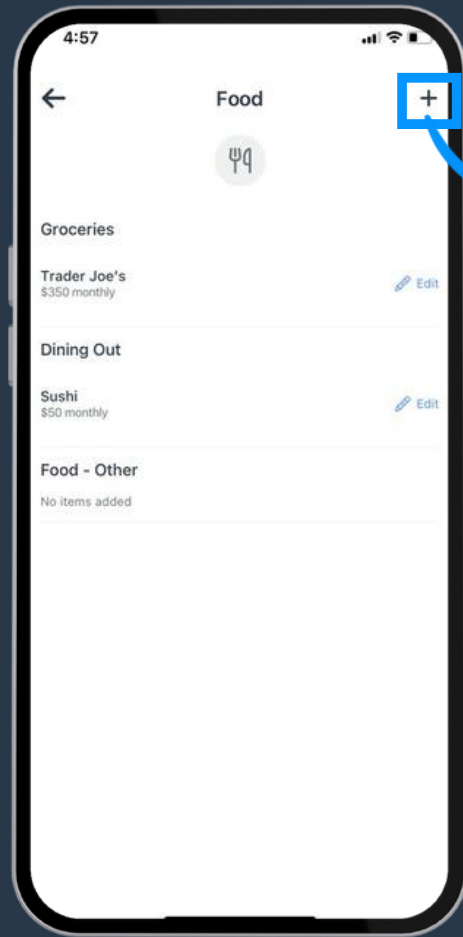 4:57
Food
Groceries
Trader Joe's
$350 monthly
Edit
Dining Out
Sushi
$50 monthly
Edit
Food - Other
No items added